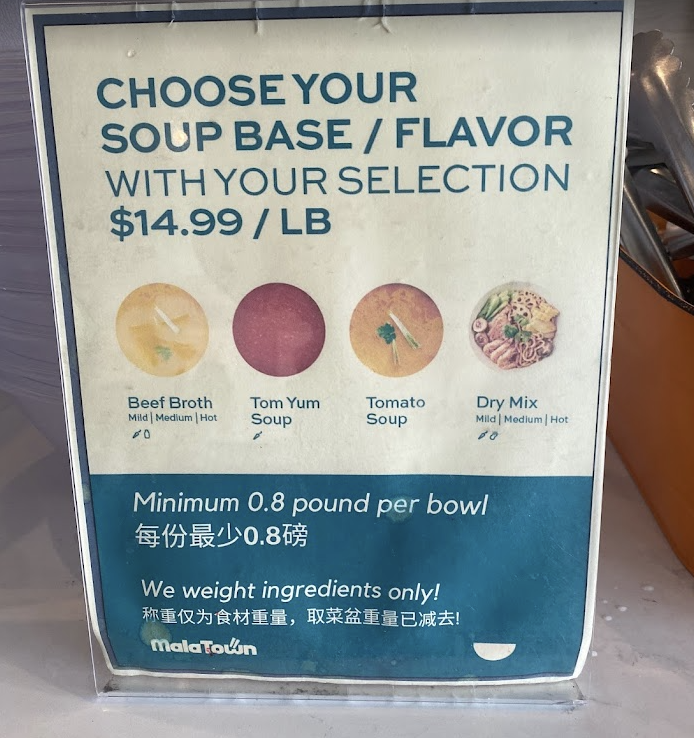 CHOOSE YOUR
SOUP BASE / FLAVOR
WITH YOUR SELECTION
$14.99 / LB
Beef Broth
Mild | Medium | Hot
Tom Yum
Soup
Tomato
Soup
Dry Mix
Mild | Medium | Hot
Minimum 0.8 pound per bowl
每份最少0.8磅
We weight ingredients only!
称重仅为食材重量，取菜盆重量已减去!
MalaTown